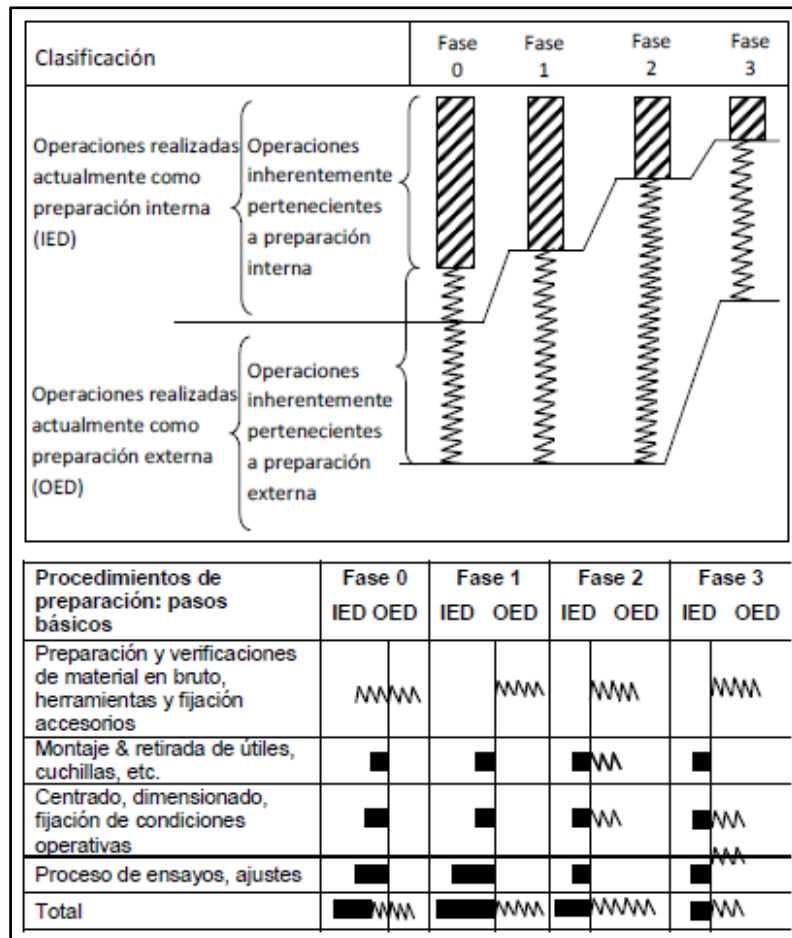 Clasificación
Fase
0
Fase
1
Fase
2
Fase
3
Operaciones realizadas
actualmente como
preparación interna
(IED)
Operaciones
inherentemente
pertenecientes
a preparación
interna
Operaciones realizadas
actualmente como
preparación externa
(OED)
Operaciones
inherentemente
pertenecientes
a preparación
externa
Procedimientos de
preparación: pasos
básicos
Fase 0
Fase 1
Fase 2
Fase 3
IED OED
IED OED
IED OED
IED OED
Preparación y verificaciones
de material en bruto,
herramientas y fijación
accesorios
Montaje & retirada de útiles,
cuchillas, etc.
Centrado, dimensionado,
fijación de condiciones
operativas
Proceso de ensayos, ajustes
Total